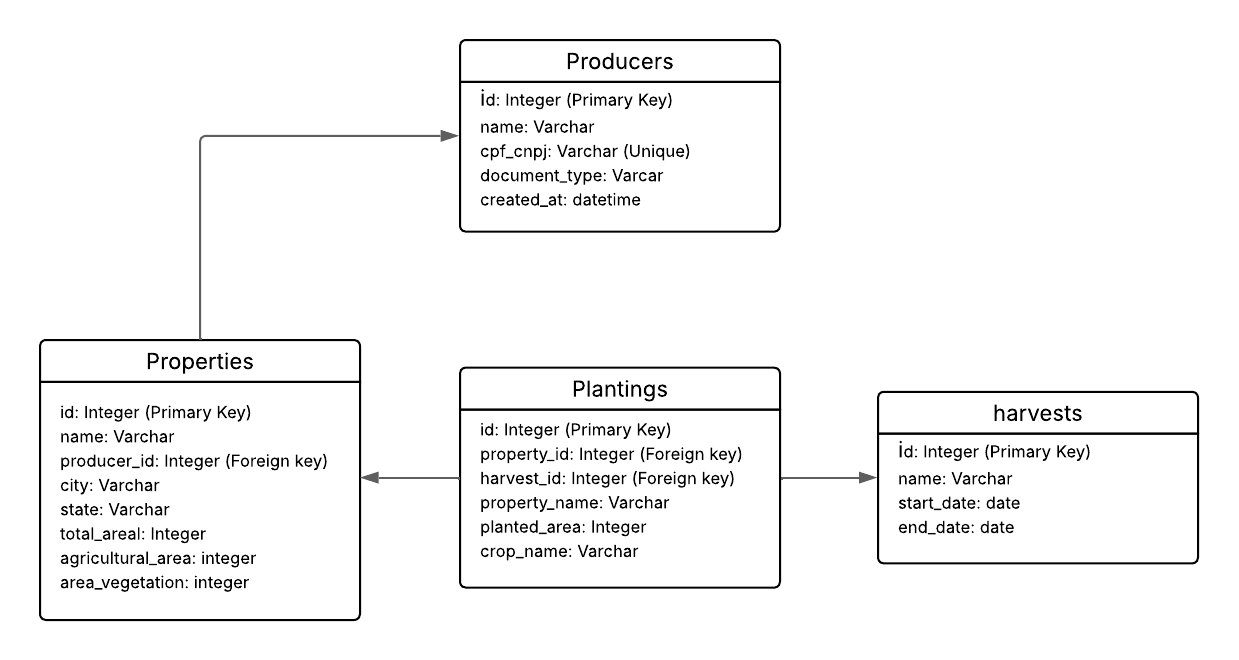 Producers
id: Integer (Primary Key)
name: Varchar
cpf_cnpj: Varchar (Unique)
document_type: Varcar
created_at: datetime
Properties
id: Integer (Primary Key)
name: Varchar
producer_id: Integer (Foreign key)
city: Varchar
state: Varchar
total_areal: Integer
agricultural_area: integer
area_vegetation: integer
Plantings
id: Integer (Primary Key)
property_id: Integer (Foreign key)
harvest_id: Integer (Foreign key)
property_name: Varchar
planted_area: Integer
crop_name: Varchar
harvests
id: Integer (Primary Key)
name: Varchar
start_date: date
end_date: date